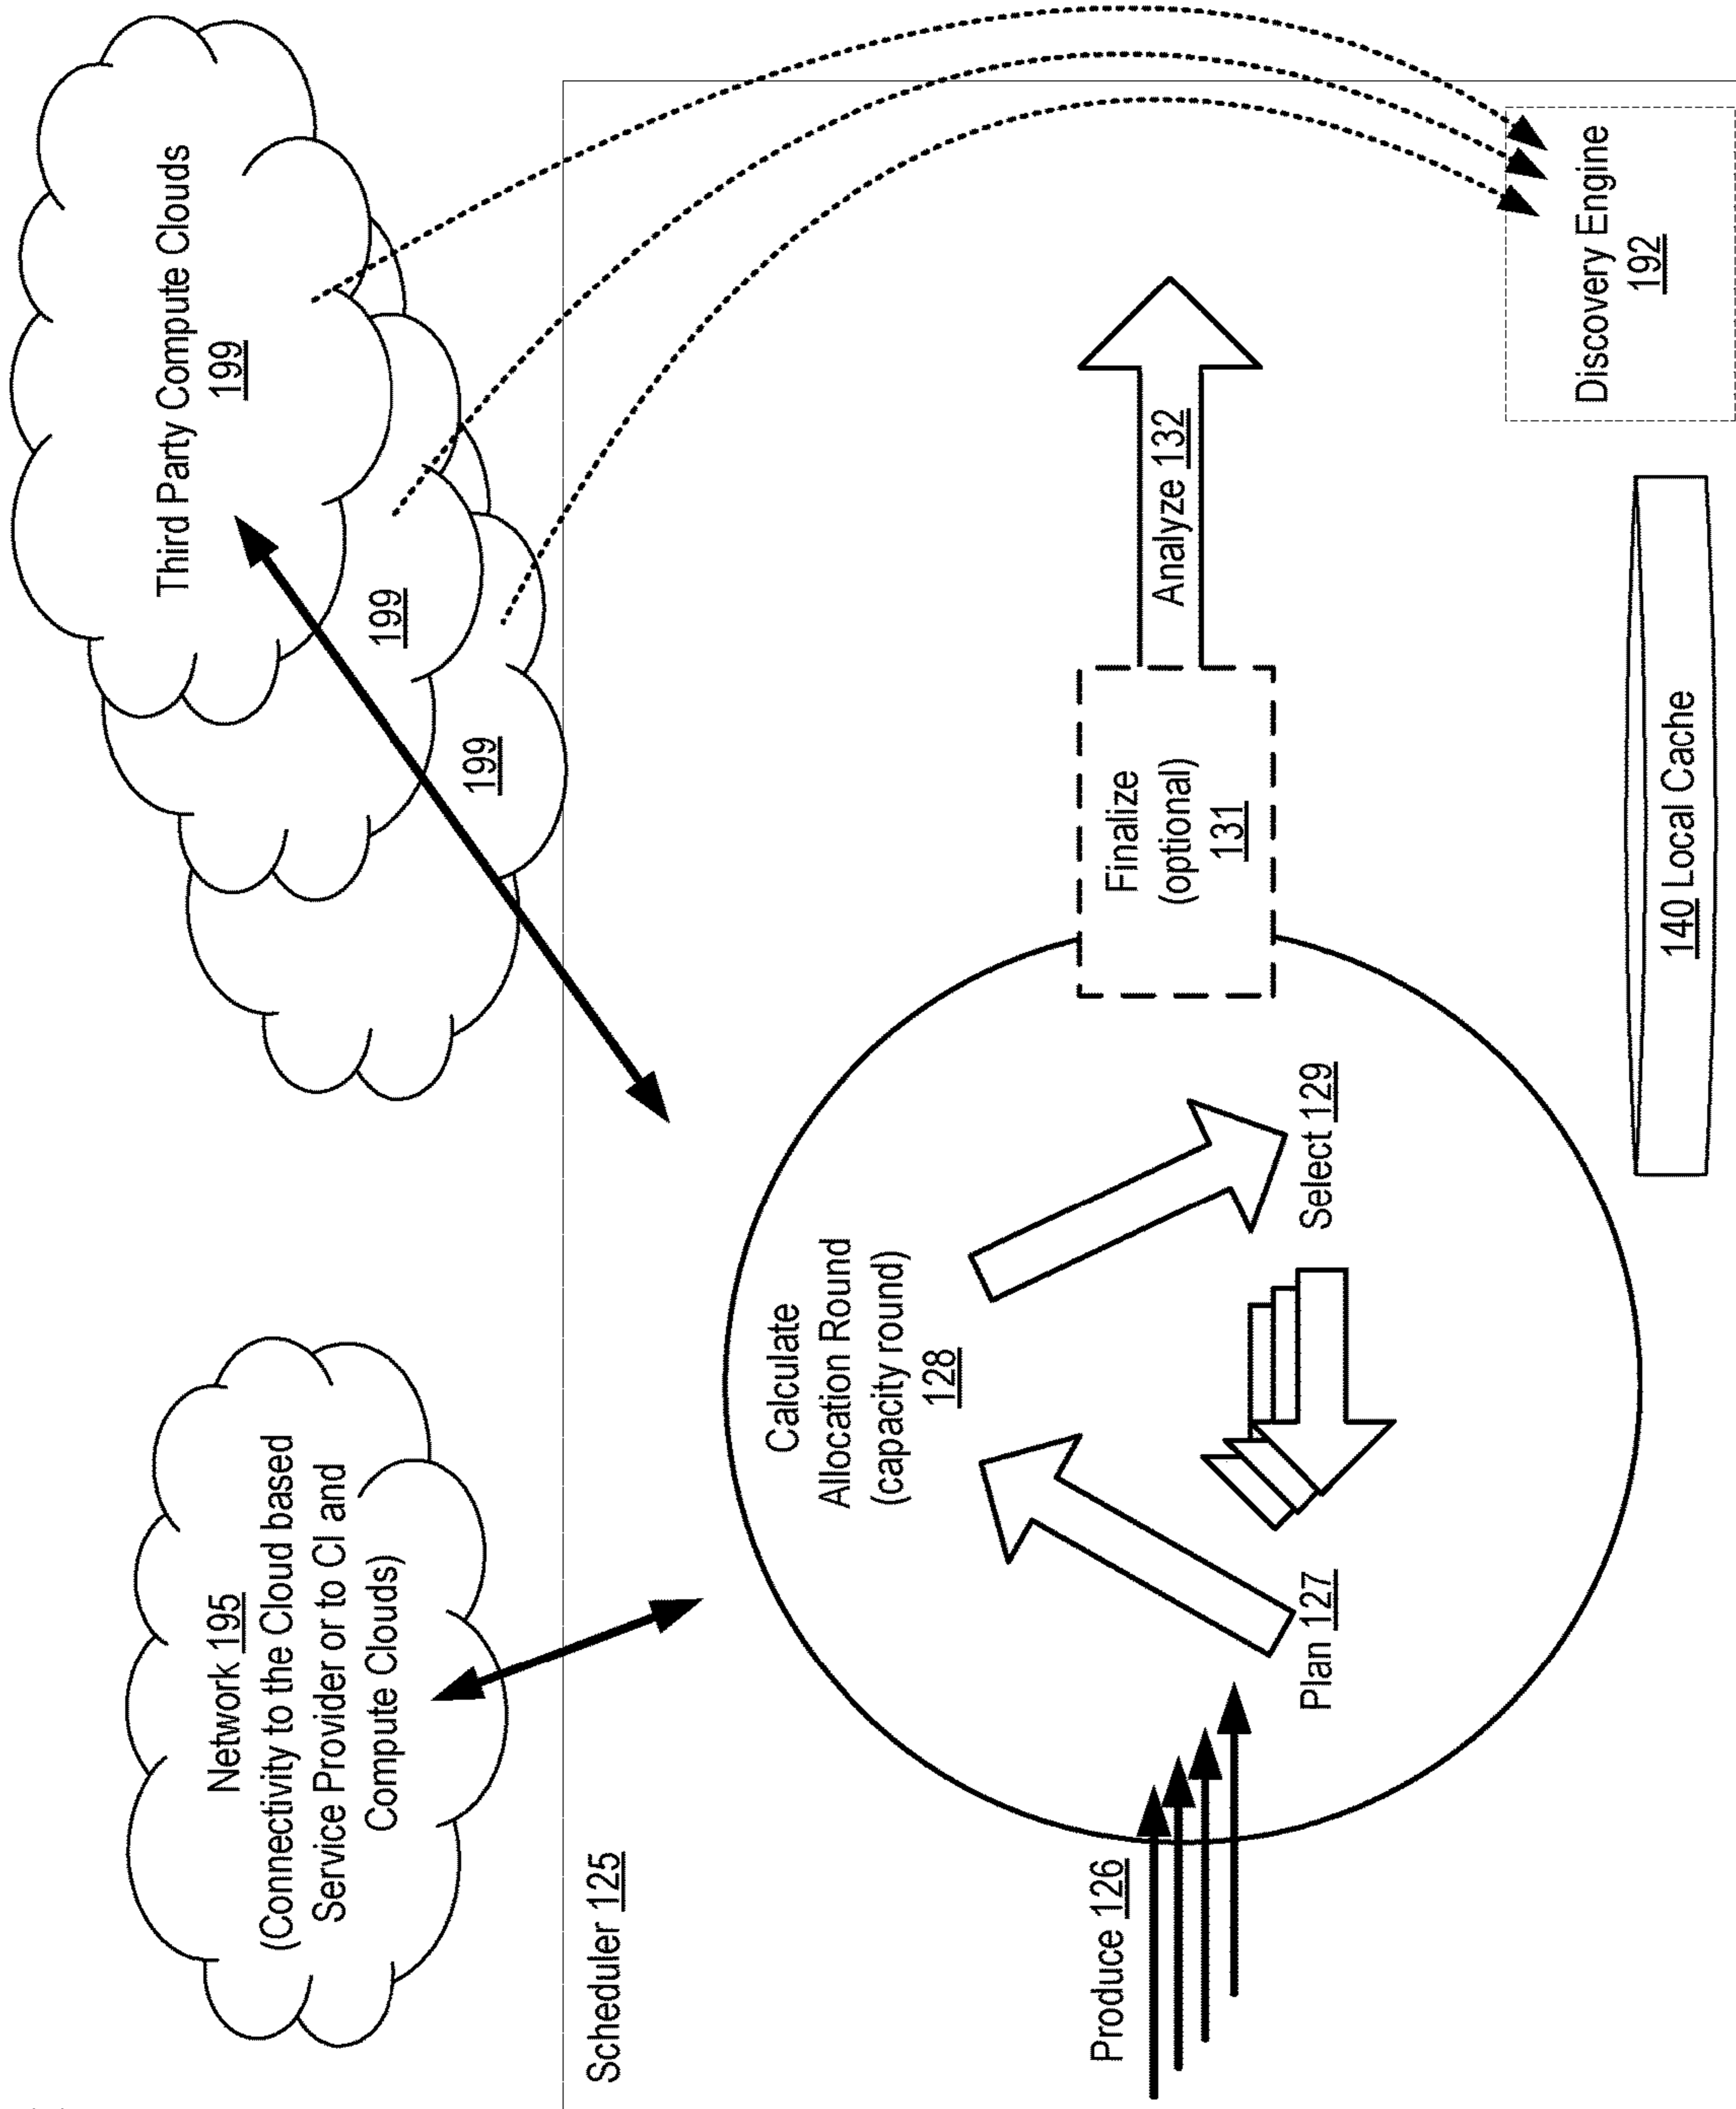 Network 195
(Connectivity to the Cloud based
Service Provider or to CI and
Compute Clouds)
Third Party Compute Clouds
199
199
199
Scheduler 125
Calculate
Allocation Round
(capacity round)
128
Produce 126
Plan 127
Select 129
Finalize
(optional)
131
Analyze 132
Discovery Engine
192
140 Local Cache